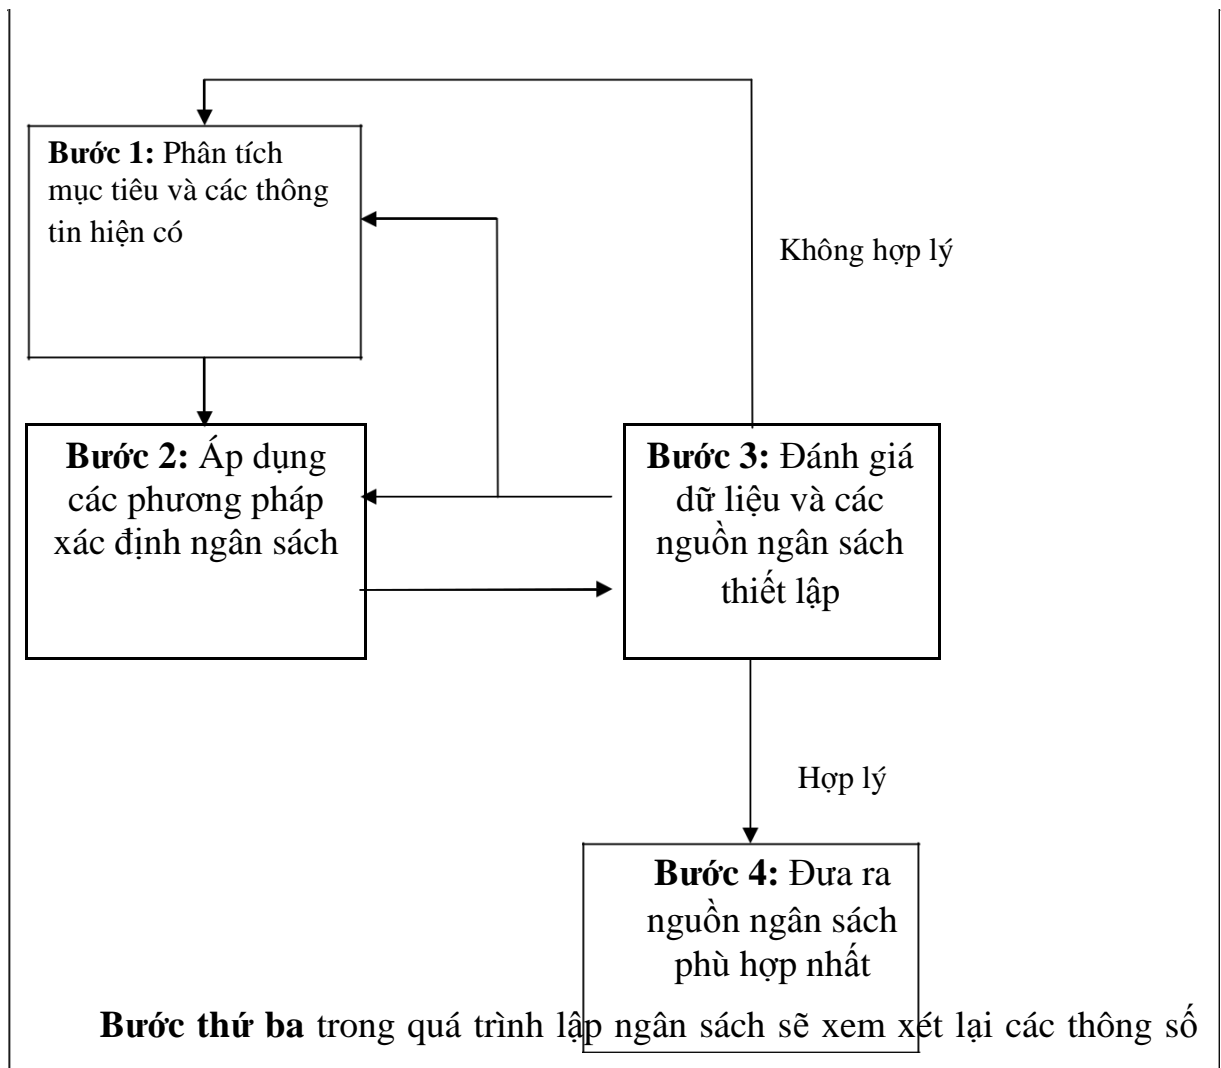 Bước 1: Phân tích
mục tiêu và các thông
tin hiện có
Không hợp lý
Bước 2: Áp dụng
các phương pháp
xác định ngân sách
Bước 3: Đánh giá
dữ liệu và các
nguồn ngân sách
thiết lập
Hợp lý
Bước 4: Đưa ra
nguồn ngân sách
phù hợp nhất
Bước thứ ba trong quá trình lập ngân sách sẽ xem xét lại các thông số